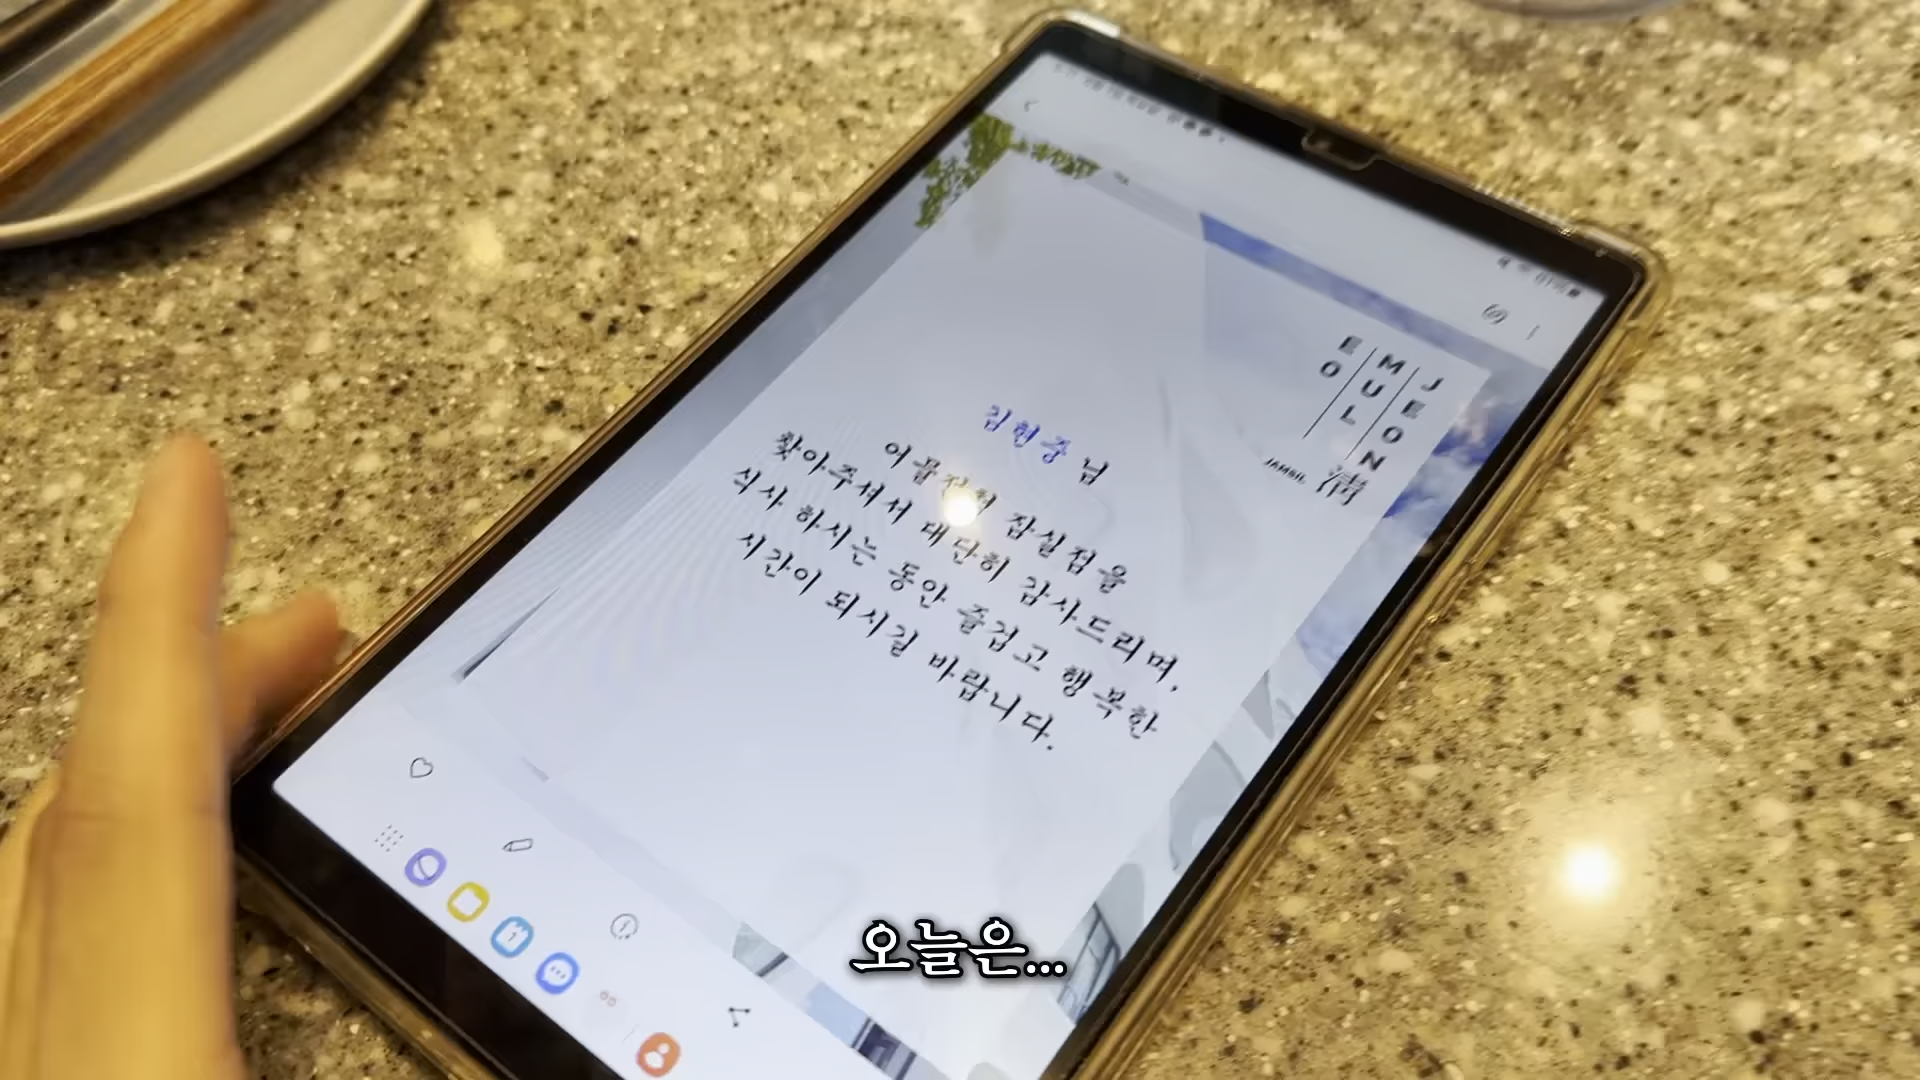 JEON
MUL
EO
淸
JAMSIL
김현중 님
어물전청 잠실점을
찾아주셔서 대단히 감사드리며,
식사 하시는 동안 즐겁고 행복한
시간이 되시길 바랍니다.
오늘은...